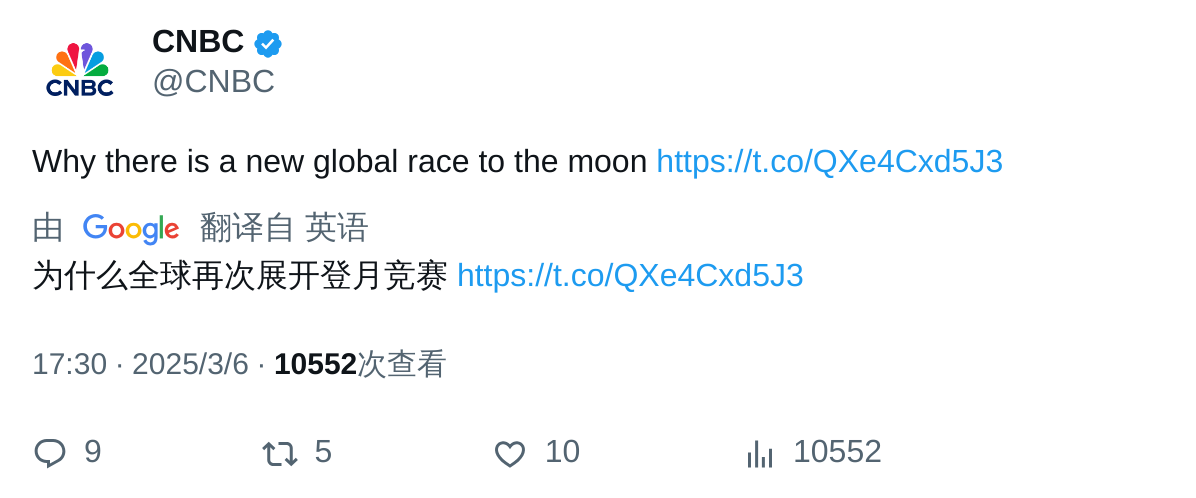 CNBC
CNBC
@CNBC
Why there is a new global race to the moon https://t.co/QXe4Cxd5J3
由 Google 翻译自 英语
为什么全球再次展开登月竞赛 https://t.co/QXe4Cxd5J3
17:30 · 2025/3/6 · 10552次查看
9 5 10 10552